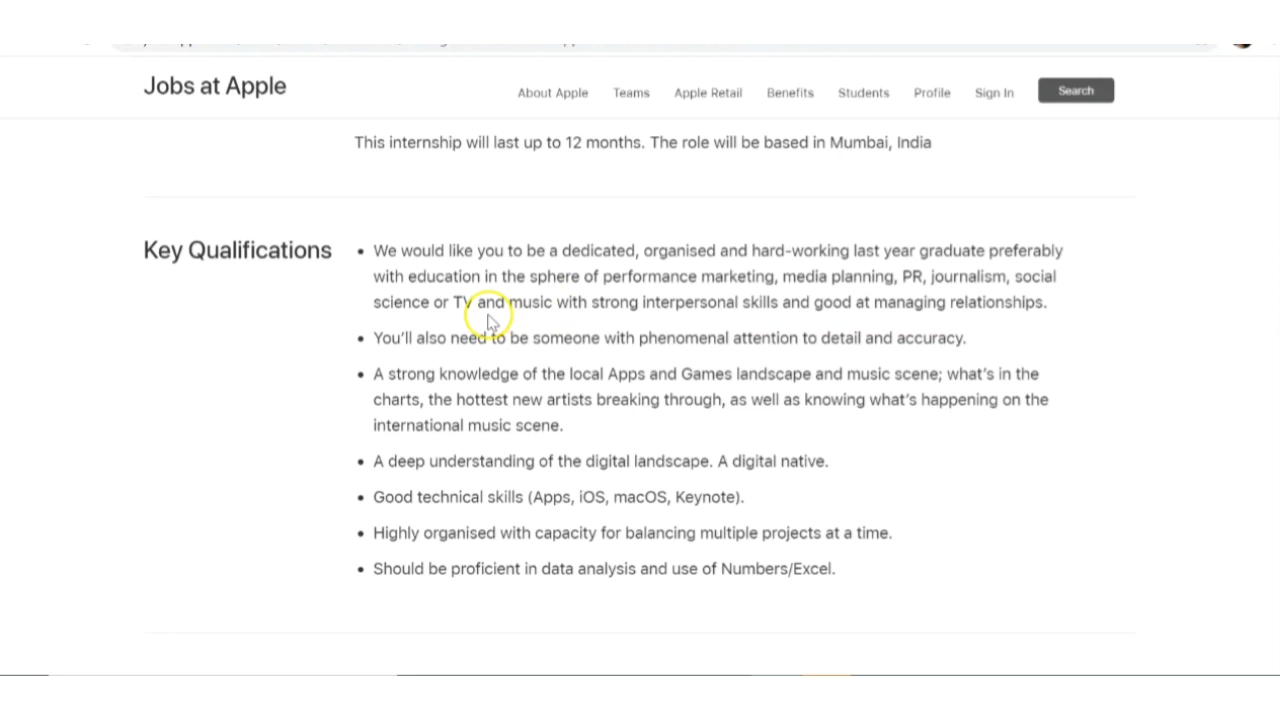 Jobs at Apple
About Apple Teams Apple Retail Benefits Students Profile Sign In Search
This internship will last up to 12 months. The role will be based in Mumbai, India
Key Qualifications
• We would like you to be a dedicated, organised and hard-working last year graduate preferably
with education in the sphere of performance marketing, media planning, PR, journalism, social
science or TV and music with strong interpersonal skills and good at managing relationships.
• You’ll also need to be someone with phenomenal attention to detail and accuracy.
• A strong knowledge of the local Apps and Games landscape and music scene; what’s in the
charts, the hottest new artists breaking through, as well as knowing what’s happening on the
international music scene.
• A deep understanding of the digital landscape. A digital native.
• Good technical skills (Apps, iOS, macOS, Keynote).
• Highly organised with capacity for balancing multiple projects at a time.
• Should be proficient in data analysis and use of Numbers/Excel.